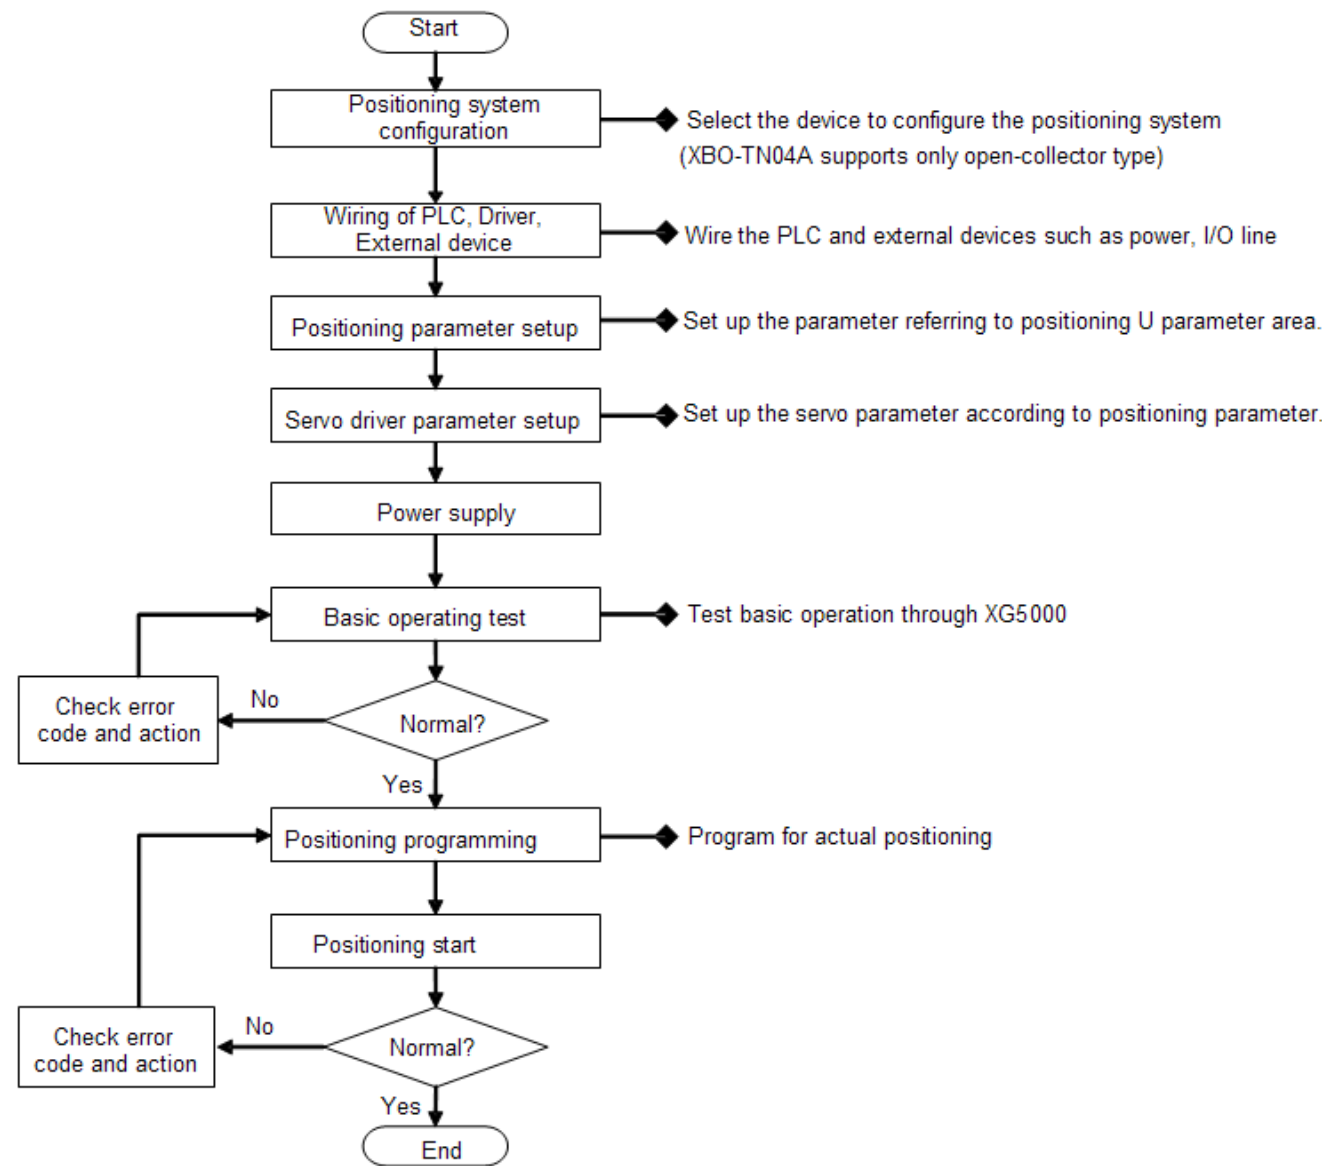 Start
Positioning system
configuration
Select the device to configure the positioning system
(XBO-TN04A supports only open-collector type)
Wiring of PLC, Driver,
External device
Wire the PLC and external devices such as power, I/O line
Positioning parameter setup
Set up the parameter referring to positioning U parameter area.
Servo driver parameter setup
Set up the servo parameter according to positioning parameter.
Power supply
Basic operating test
Test basic operation through XG5000
Check error
code and action
No
Normal?
Yes
Positioning programming
Program for actual positioning
Positioning start
Check error
code and action
No
Normal?
Yes
End